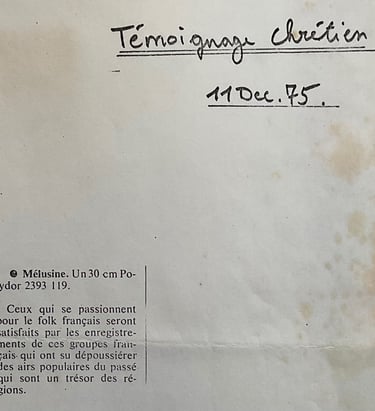 Témoignage Chrétien
11 Dec. 75.
Mélusine. Un 30 cm Po-
ydor 2393 119.
Ceux qui se passionnent
pour le folk français seront
satisfaits par les enregistre-
ments de ces groupes fran-
çais qui ont su dépoussiérer
des airs populaires du passé
qui sont un trésor des ré-
gions.